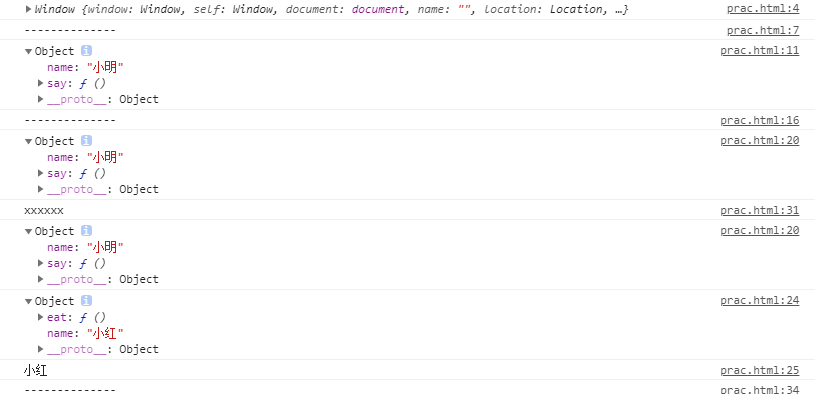 Window {window: Window, self: Window, document: document, name: "", location: Location, …} prac.html:4
-------------- prac.html:7
Object i prac.html:11
name: "小明"
say: ƒ ()
__proto__: Object
-------------- prac.html:16
Object i prac.html:20
name: "小明"
say: ƒ ()
__proto__: Object
xxxxxx prac.html:31
Object i prac.html:20
name: "小明"
say: ƒ ()
__proto__: Object
Object i prac.html:24
eat: ƒ ()
name: "小红"
__proto__: Object
小红 prac.html:25
-------------- prac.html:34